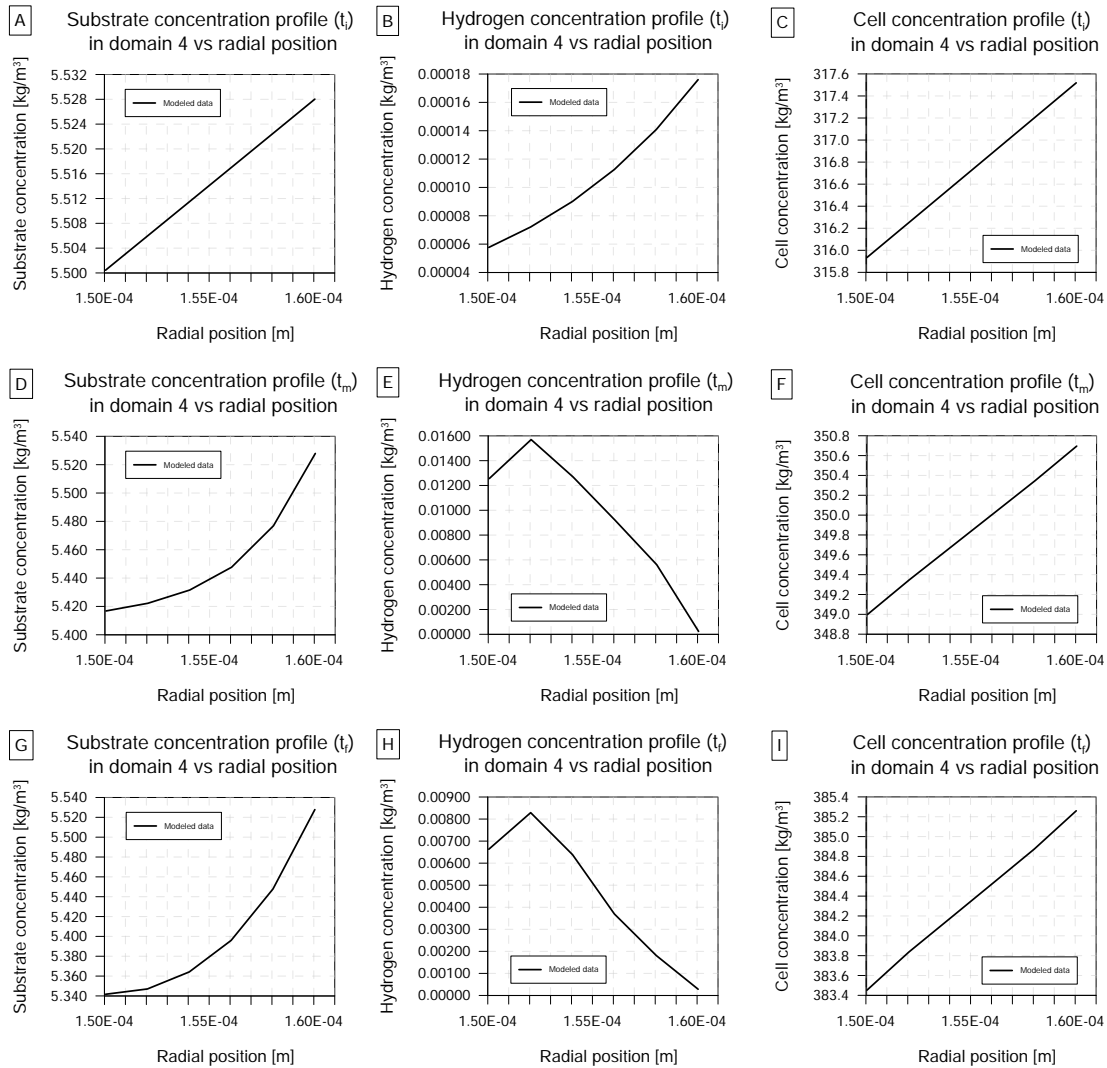 A
Substrate concentration profile (ti)
in domain 4 vs radial position
Substrate concentration [kg/m³]
5.532
5.528
5.524
5.520
5.516
5.512
5.508
5.504
5.500
Modeled data
1.50E-04 1.55E-04 1.60E-04
Radial position [m]
B
Hydrogen concentration profile (ti)
in domain 4 vs radial position
Hydrogen concentration [kg/m³]
0.00018
0.00016
0.00014
0.00012
0.00010
0.00008
0.00006
0.00004
Modeled data
1.50E-04 1.55E-04 1.60E-04
Radial position [m]
C
Cell concentration profile (ti)
in domain 4 vs radial position
Cell concentration [kg/m³]
317.6
317.4
317.2
317.0
316.8
316.6
316.4
316.2
316.0
315.8
Modeled data
1.50E-04 1.55E-04 1.60E-04
Radial position [m]
D
Substrate concentration profile (tm)
in domain 4 vs radial position
Substrate concentration [kg/m³]
5.540
5.520
5.500
5.480
5.460
5.440
5.420
5.400
Modeled data
1.50E-04 1.55E-04 1.60E-04
Radial position [m]
E
Hydrogen concentration profile (tm)
in domain 4 vs radial position
Hydrogen concentration [kg/m³]
0.01600
0.01400
0.01200
0.01000
0.00800
0.00600
0.00400
0.00200
0.00000
Modeled data
1.50E-04 1.55E-04 1.60E-04
Radial position [m]
F
Cell concentration profile (tm)
in domain 4 vs radial position
Cell concentration [kg/m³]
350.8
350.6
350.4
350.2
350.0
349.8
349.6
349.4
349.2
349.0
348.8
Modeled data
1.50E-04 1.55E-04 1.60E-04
Radial position [m]
G
Substrate concentration profile (tf)
in domain 4 vs radial position
Substrate concentration [kg/m³]
5.540
5.520
5.500
5.480
5.460
5.440
5.420
5.400
5.380
5.360
5.340
Modeled data
1.50E-04 1.55E-04 1.60E-04
Radial position [m]
H
Hydrogen concentration profile (tf)
in domain 4 vs radial position
Hydrogen concentration [kg/m³]
0.00900
0.00800
0.00700
0.00600
0.00500
0.00400
0.00300
0.00200
0.00100
0.00000
Modeled data
1.50E-04 1.55E-04 1.60E-04
Radial position [m]
I
Cell concentration profile (tf)
in domain 4 vs radial position
Cell concentration [kg/m³]
385.4
385.2
385.0
384.8
384.6
384.4
384.2
384.0
383.8
383.6
383.4
Modeled data
1.50E-04 1.55E-04 1.60E-04
Radial position [m]